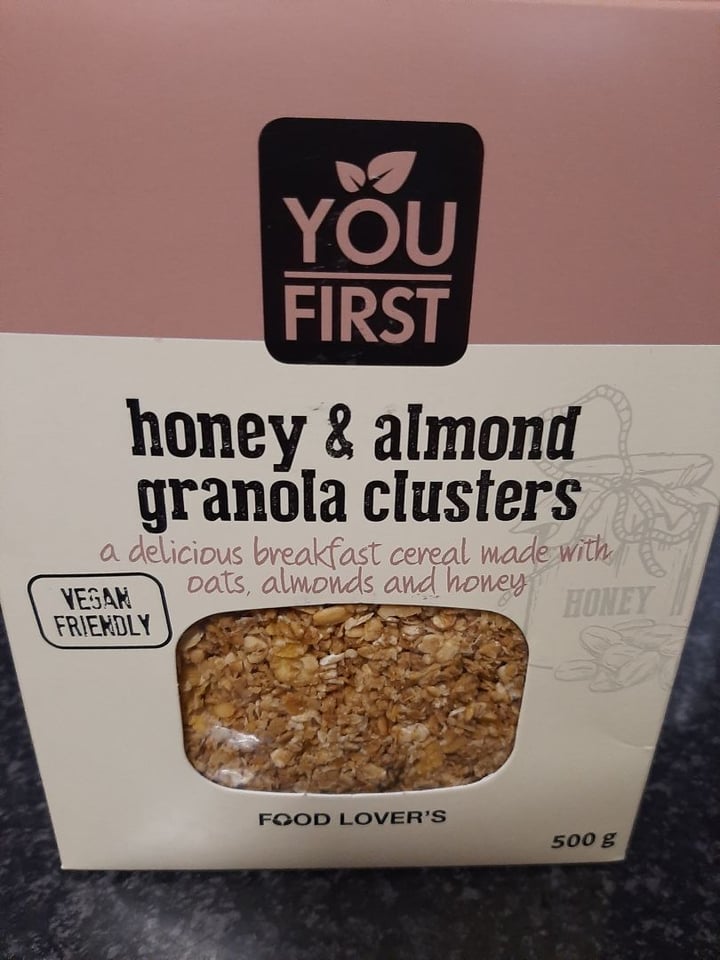 YOU
FIRST
honey & almond
granola clusters
a delicious breakfast cereal made with
oats, almonds and honey
VEGAN
FRIENDLY
HONEY
FOOD LOVER'S
500 g